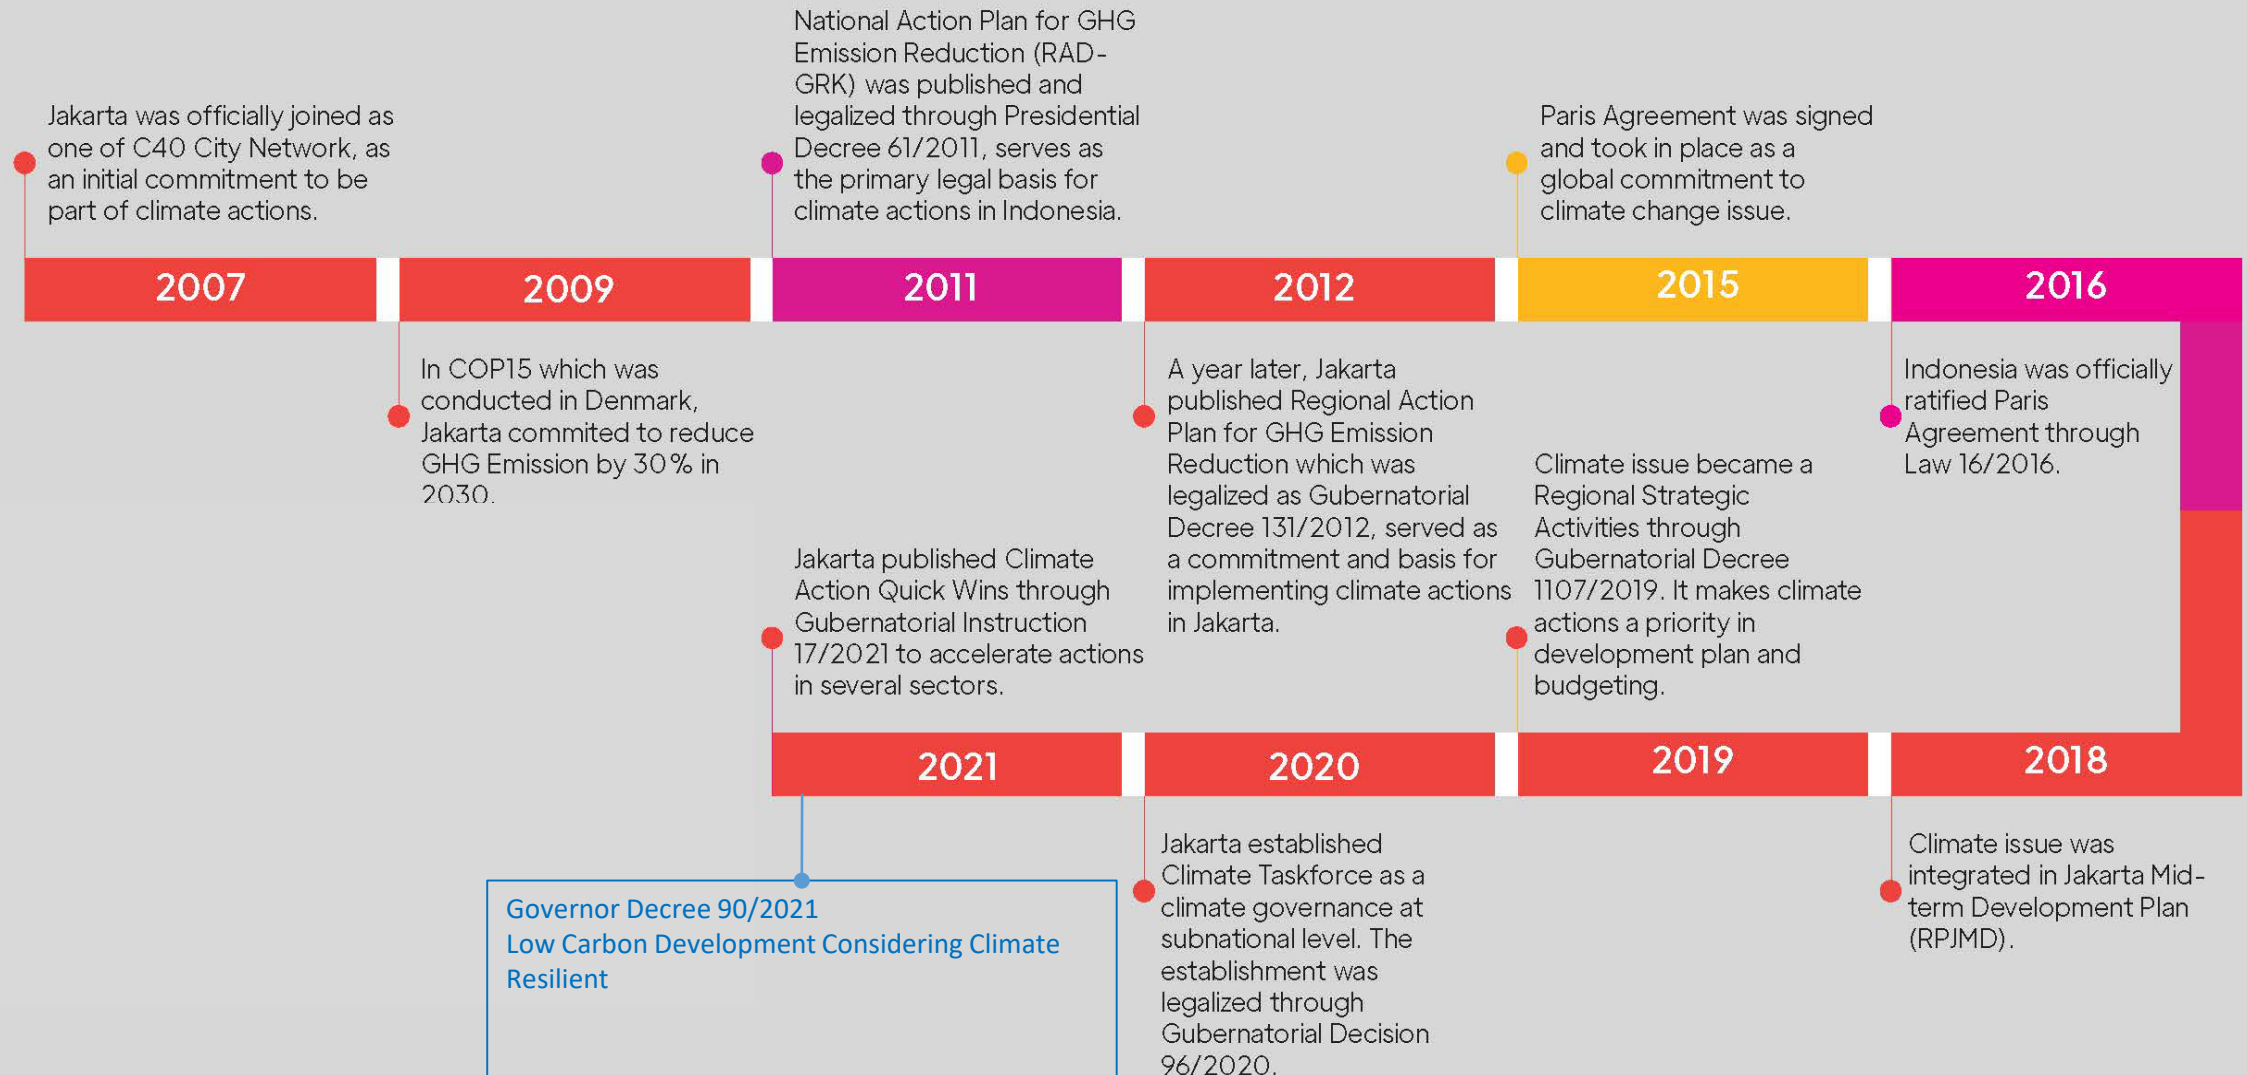 Jakarta was officially joined as
one of C40 City Network, as
an initial commitment to be
part of climate actions.
National Action Plan for GHG
Emission Reduction (RAD-
GRK) was published and
legalized through Presidential
Decree 61/2011, serves as
the primary legal basis for
climate actions in Indonesia.
Paris Agreement was signed
and took in place as a
global commitment to
climate change issue.
2007
2009
2011
2012
2015
2016
In COP15 which was
conducted in Denmark,
Jakarta commited to reduce
GHG Emission by 30% in
2030.
A year later, Jakarta
published Regional Action
Plan for GHG Emission
Reduction which was
legalized as Gubernatorial
Decree 131/2012, served as
a commitment and basis for
implementing climate actions
in Jakarta.
Indonesia was officially
ratified Paris
Agreement through
Law 16/2016.
Climate issue became a
Regional Strategic
Activities through
Gubernatorial Decree
1107/2019. It makes climate
actions a priority in
development plan and
budgeting.
Jakarta published Climate
Action Quick Wins through
Gubernatorial Instruction
17/2021 to accelerate actions
in several sectors.
2021
2020
2019
2018
Governor Decree 90/2021
Low Carbon Development Considering Climate
Resilient
Jakarta established
Climate Taskforce as a
climate governance at
subnational level. The
establishment was
legalized through
Gubernatorial Decision
96/2020.
Climate issue was
integrated in Jakarta Mid-
term Development Plan
(RPJMD).